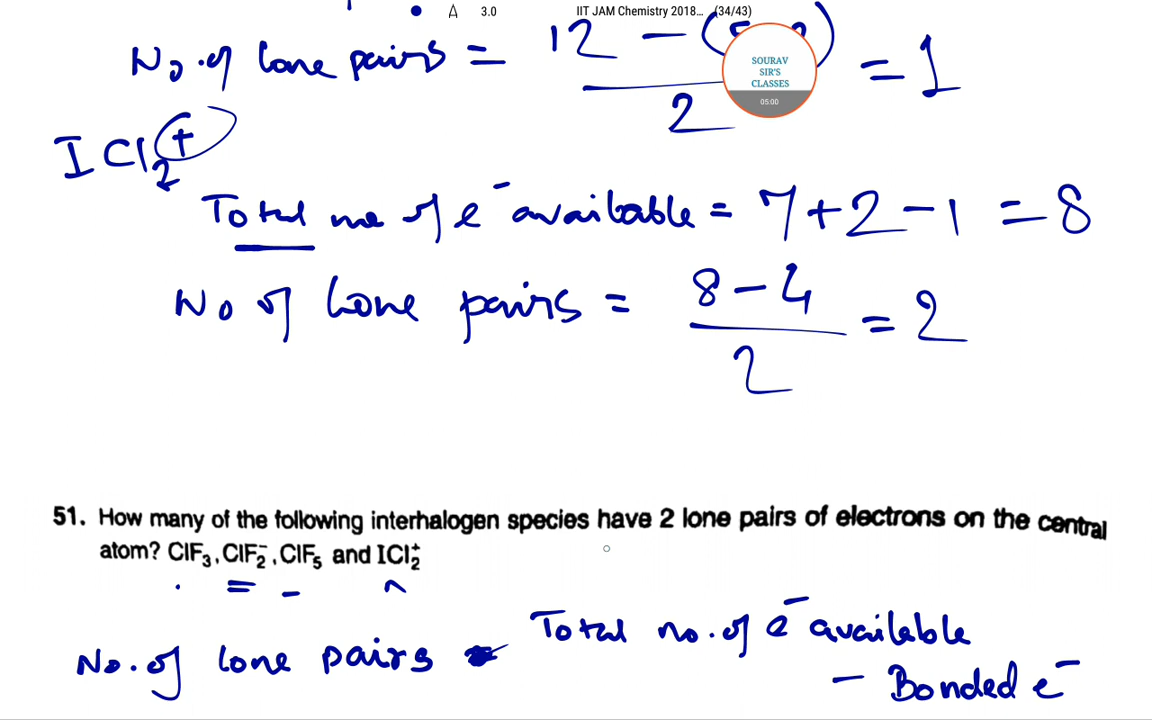 A 3.0 IIT JAM Chemistry 2018... (34/43)
No. of lone pairs = 12 - ( ) / 2 = 1
SOURAV
SIR'S
CLASSES
05:00
ICl2+
Total no of e- available = 7+2-1 = 8
No of lone pairs = 8-4 / 2 = 2
51. How many of the following interhalogen species have 2 lone pairs of electrons on the central
atom? ClF3, ClF2-, ClF5 and ICl2+
Total no. of e- available
No. of lone pairs =
- Bonded e-